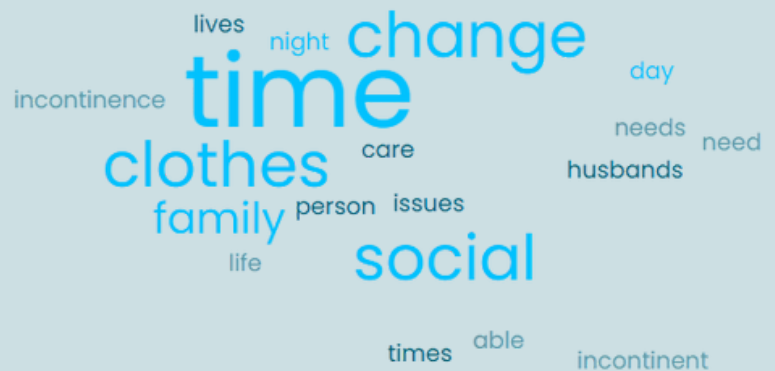 lives
night
change
time
day
incontinence
needs
need
clothes
care
husbands
family
person
issues
life
social
times
able
incontinent